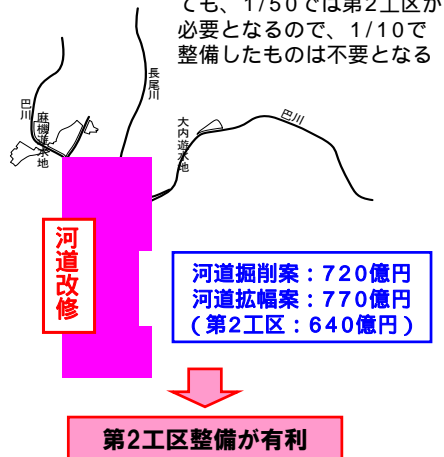 ても、1/50では第2工区が
必要となるので、1/10で
整備したものは不要となる
長尾川
巴川
麻機遊水地
大内遊水地
巴川
河道改修
河道掘削案：720億円
河道拡幅案：770億円
（第2工区：640億円）
第2工区整備が有利